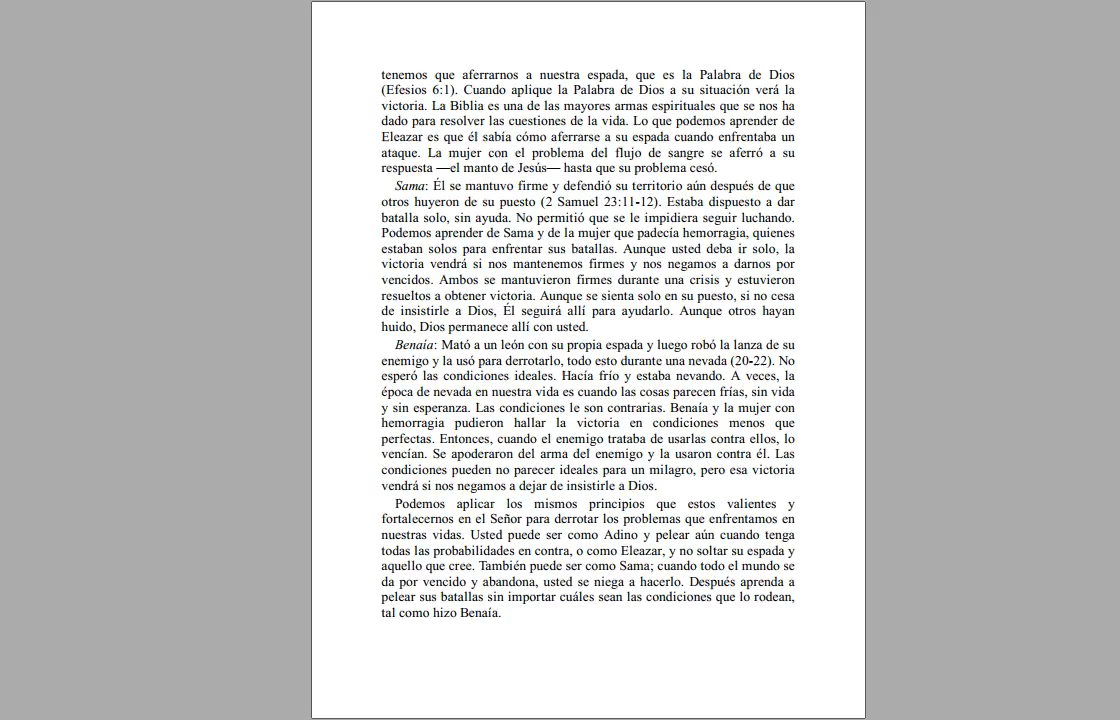 tenemos que aferrarnos a nuestra espada, que es la Palabra de Dios
(Efesios 6:1). Cuando aplique la Palabra de Dios a su situación verá la
victoria. La Biblia es una de las mayores armas espirituales que se nos ha
dado para resolver las cuestiones de la vida. Lo que podemos aprender de
Eleazar es que él sabía cómo aferrarse a su espada cuando enfrentaba un
ataque. La mujer con el problema del flujo de sangre se aferró a su
respuesta —el manto de Jesús— hasta que su problema cesó.
Sama: Él se mantuvo firme y defendió su territorio aún después de que
otros huyeron de su puesto (2 Samuel 23:11-12). Estaba dispuesto a dar
batalla solo, sin ayuda. No permitió que se le impidiera seguir luchando.
Podemos aprender de Sama y de la mujer que padecía hemorragia, quienes
estaban solos para enfrentar sus batallas. Aunque usted deba ir solo, la
victoria vendrá si nos mantenemos firmes y nos negamos a darnos por
vencidos. Ambos se mantuvieron firmes durante una crisis y estuvieron
resueltos a obtener victoria. Aunque se sienta solo en su puesto, si no cesa
de insistirle a Dios, Él seguirá allí para ayudarlo. Aunque otros hayan
huido, Dios permanece allí con usted.
Benaía: Mató a un león con su propia espada y luego robó la lanza de su
enemigo y la usó para derrotarlo, todo esto durante una nevada (20-22). No
esperó las condiciones ideales. Hacía frío y estaba nevando. A veces, la
época de nevada en nuestra vida es cuando las cosas parecen frías, sin vida
y sin esperanza. Las condiciones le son contrarias. Benaía y la mujer con
hemorragia pudieron hallar la victoria en condiciones menos que
perfectas. Entonces, cuando el enemigo trataba de usarlas contra ellos, lo
vencían. Se apoderaron del arma del enemigo y la usaron contra él. Las
condiciones pueden no parecer ideales para un milagro, pero esa victoria
vendrá si nos negamos a dejar de insistirle a Dios.
Podemos aplicar los mismos principios que estos valientes y
fortalecernos en el Señor para derrotar los problemas que enfrentamos en
nuestras vidas. Usted puede ser como Adino y pelear aún cuando tenga
todas las probabilidades en contra, o como Eleazar, y no soltar su espada y
aquello que cree. También puede ser como Sama; cuando todo el mundo se
da por vencido y abandona, usted se niega a hacerlo. Después aprenda a
pelear sus batallas sin importar cuáles sean las condiciones que lo rodean,
tal como hizo Benaía.